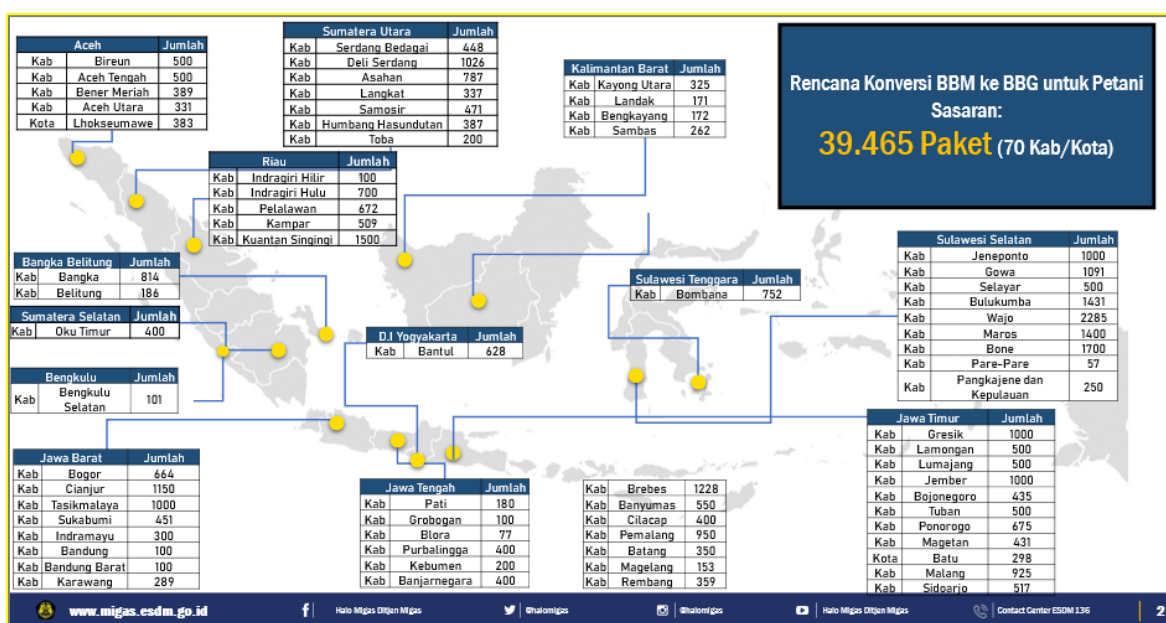 Aceh Jumlah
Kab Bireun 500
Kab Aceh Tengah 500
Kab Bener Meriah 389
Kab Aceh Utara 331
Kota Lhokseumawe 383
Sumatera Utara Jumlah
Kab Serdang Bedagai 448
Kab Deli Serdang 1026
Kab Asahan 787
Kab Langkat 337
Kab Samosir 471
Kab Humbang Hasundutan 387
Kab Toba 200
Kalimantan Barat Jumlah
Kab Kayong Utara 325
Kab Landak 171
Kab Bengkayang 172
Kab Sambas 262
Rencana Konversi BBM ke BBG untuk Petani
Sasaran:
39.465 Paket (70 Kab/Kota)
Riau Jumlah
Kab Indragiri Hilir 100
Kab Indragiri Hulu 700
Kab Pelalawan 672
Kab Kampar 509
Kab Kuantan Singingi 1500
Bangka Belitung Jumlah
Kab Bangka 814
Kab Belitung 186
Sumatera Selatan Jumlah
Kab Oku Timur 400
Bengkulu Jumlah
Kab Bengkulu
Selatan 101
D.I Yogyakarta Jumlah
Kab Bantul 628
Sulawesi Tenggara Jumlah
Kab Bombana 752
Sulawesi Selatan Jumlah
Kab Jeneponto 1000
Kab Gowa 1091
Kab Selayar 500
Kab Bulukumba 1431
Kab Wajo 2285
Kab Maros 1400
Kab Bone 1700
Kab Pare-Pare 57
Kab Pangkajene dan
Kepulauan 250
Jawa Barat Jumlah
Kab Bogor 664
Kab Cianjur 1150
Kab Tasikmalaya 1000
Kab Sukabumi 451
Kab Indramayu 300
Kab Bandung 100
Kab Bandung Barat 100
Kab Karawang 289
Jawa Tengah Jumlah
Kab Pati 180
Kab Grobogan 100
Kab Blora 77
Kab Purbalingga 400
Kab Kebumen 200
Kab Banjarnegara 400
Kab Brebes 1228
Kab Banyumas 550
Kab Cilacap 400
Kab Pemalang 950
Kab Batang 350
Kab Magelang 153
Kab Rembang 359
Jawa Timur Jumlah
Kab Gresik 1000
Kab Lamongan 500
Kab Lumajang 500
Kab Jember 1000
Kab Bojonegoro 435
Kab Tuban 500
Kab Ponorogo 675
Kab Magetan 431
Kota Batu 298
Kab Malang 925
Kab Sidoarjo 517
www.migas.esdm.go.id Halo Migas Ditjen Migas @halomigas @halomigas Halo Migas Ditjen Migas Contact Center ESDM 136 2